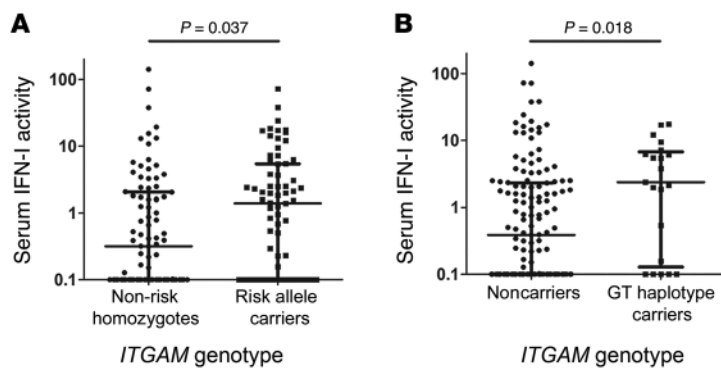 A
P = 0.037
Serum IFN-I activity
100
10
1
0.1
Non-risk
homozygotes
Risk allele
carriers
ITGAM genotype
B
P = 0.018
Serum IFN-I activity
100
10
1
0.1
Noncarriers
GT haplotype
carriers
ITGAM genotype